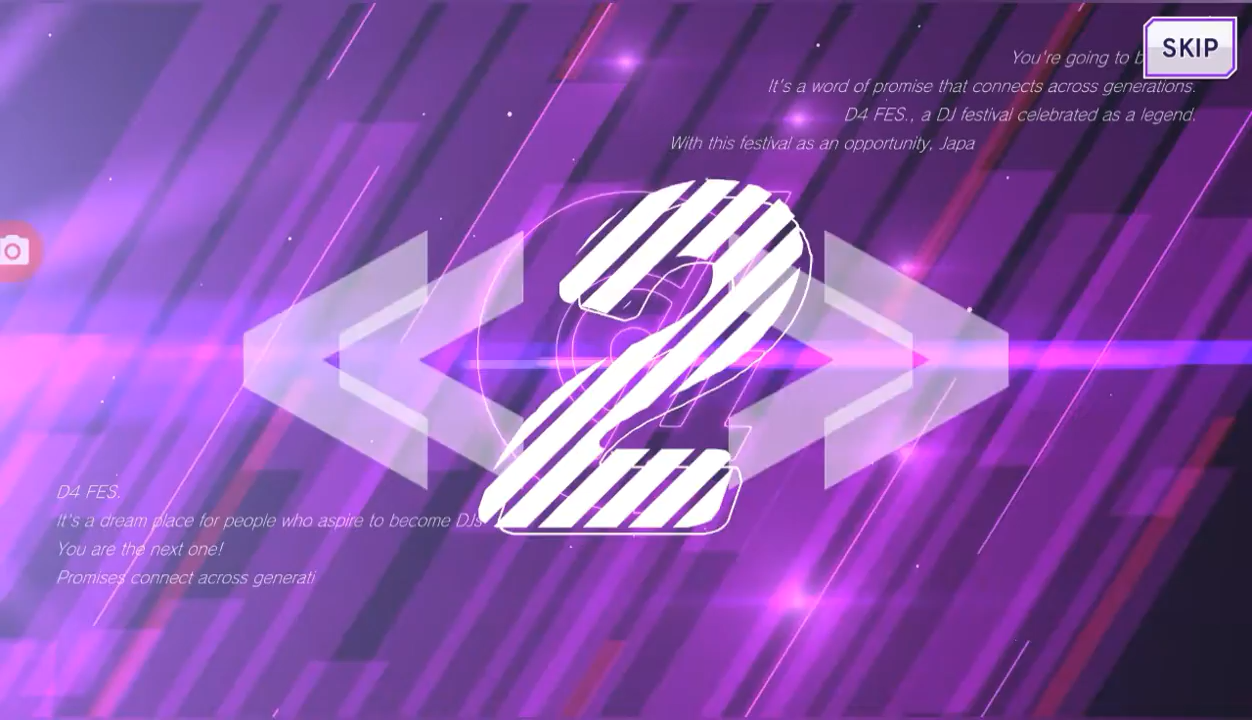 SKIP
You're going to b
It's a word of promise that connects across generations.
D4 FES., a DJ festival celebrated as a legend.
With this festival as an opportunity, Japa
2
D4 FES.
It's a dream place for people who aspire to become DJs
You are the next one!
Promises connect across generati